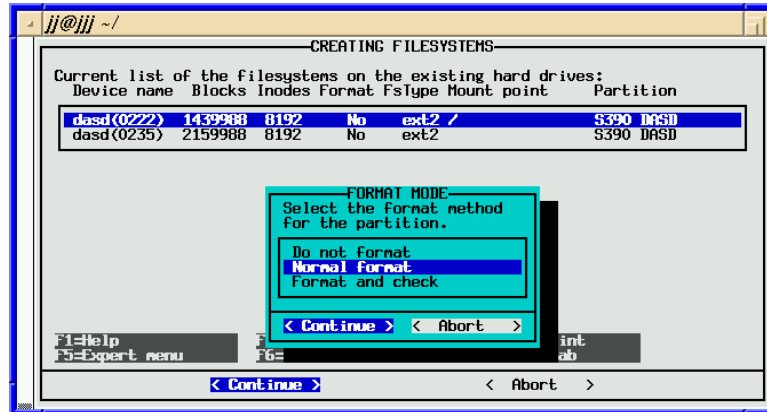 jj@jjj ~/
CREATING FILESYSTEMS
Current list of the filesystems on the existing hard drives:
Device name Blocks Inodes Format FsType Mount point Partition
dasd(0222) 1439988 8192 No ext2 / S390 DASD
dasd(0235) 2159988 8192 No ext2 S390 DASD
FORMAT MODE
Select the format method
for the partition.
Do not format
Normal format
Format and check
< Continue > < Abort >
F1=Help int
F5=Expert menu F6= ab
< Continue > < Abort >